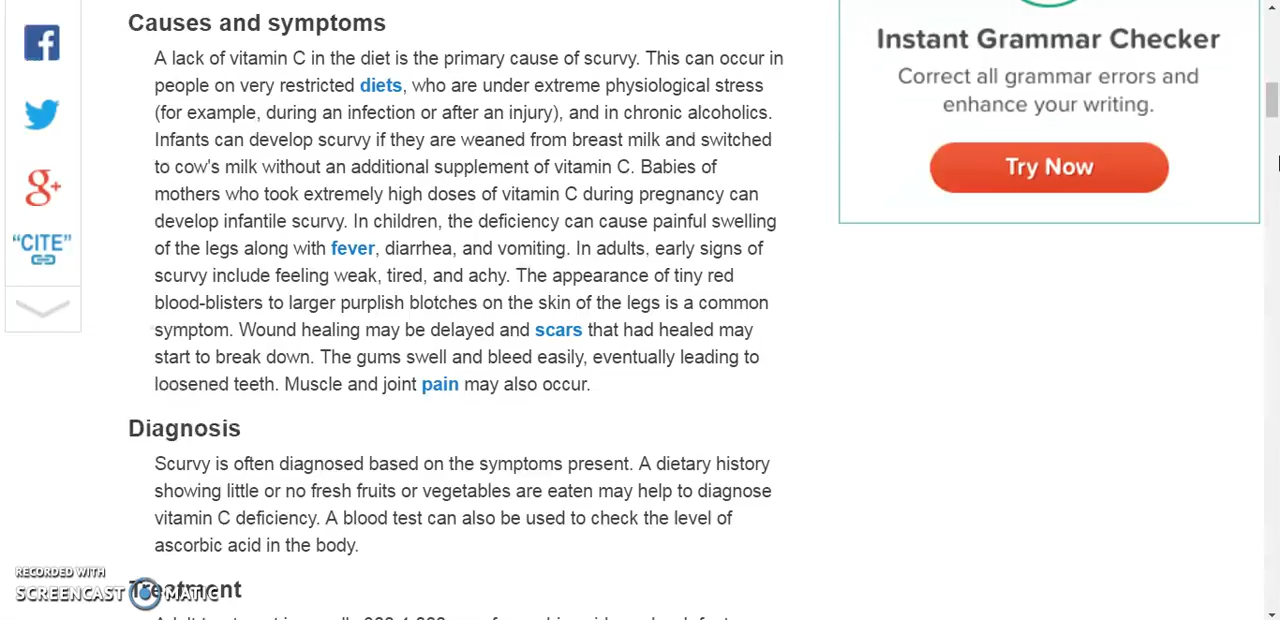 Causes and symptoms
A lack of vitamin C in the diet is the primary cause of scurvy. This can occur in
people on very restricted diets, who are under extreme physiological stress
(for example, during an infection or after an injury), and in chronic alcoholics.
Infants can develop scurvy if they are weaned from breast milk and switched
to cow's milk without an additional supplement of vitamin C. Babies of
mothers who took extremely high doses of vitamin C during pregnancy can
develop infantile scurvy. In children, the deficiency can cause painful swelling
of the legs along with fever, diarrhea, and vomiting. In adults, early signs of
scurvy include feeling weak, tired, and achy. The appearance of tiny red
blood-blisters to larger purplish blotches on the skin of the legs is a common
symptom. Wound healing may be delayed and scars that had healed may
start to break down. The gums swell and bleed easily, eventually leading to
loosened teeth. Muscle and joint pain may also occur.
Diagnosis
Scurvy is often diagnosed based on the symptoms present. A dietary history
showing little or no fresh fruits or vegetables are eaten may help to diagnose
vitamin C deficiency. A blood test can also be used to check the level of
ascorbic acid in the body.
Treatment
f
g+
"CITE"
Instant Grammar Checker
Correct all grammar errors and
enhance your writing.
Try Now
RECORDED WITH
SCREENCAST MATIC